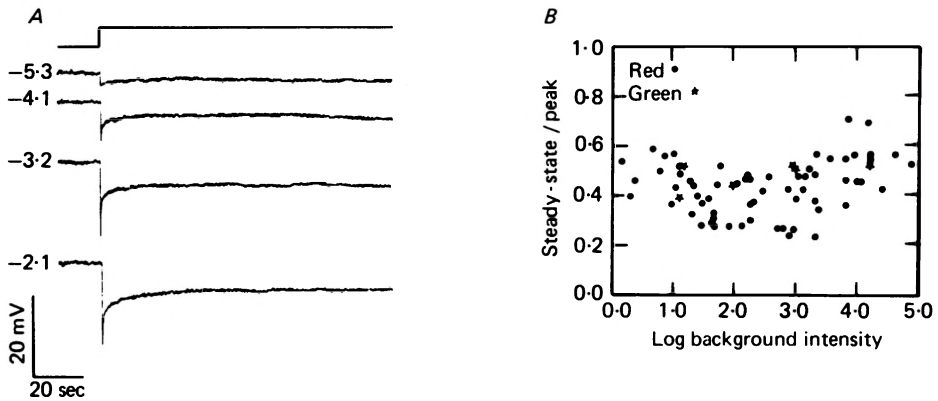 A
−5·3
−4·1
−3·2
−2·1
20 mV
20 sec
B
Steady-state / peak
1·0
0·8
0·6
0·4
0·2
0·0
Red
Green
0·0 1·0 2·0 3·0 4·0 5·0
Log background intensity